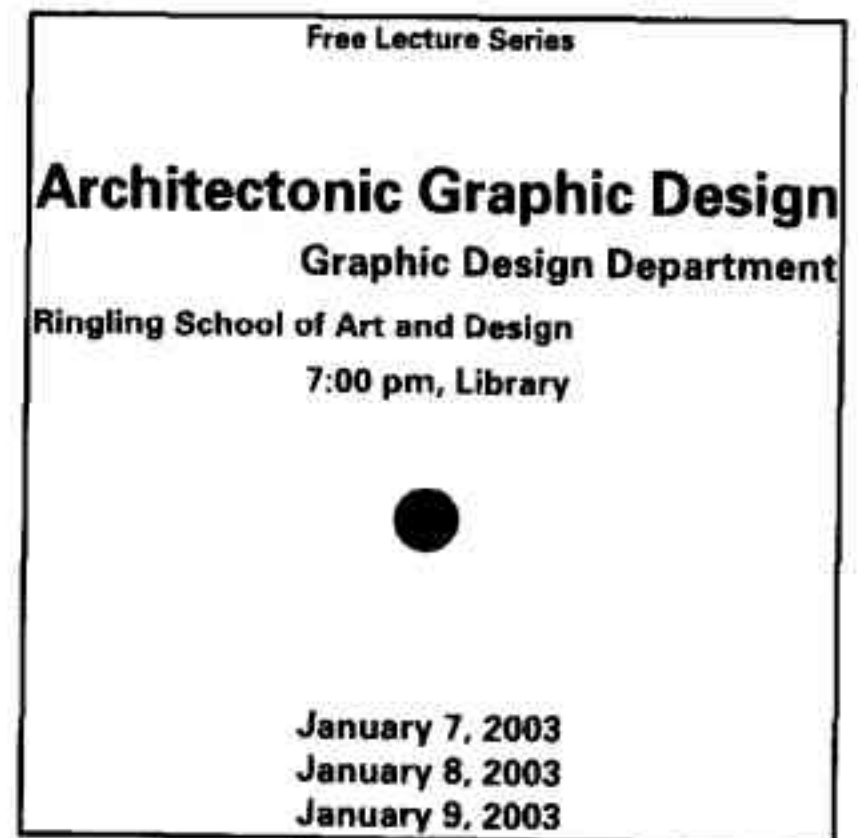 Free Lecture Series
Architectonic Graphic Design
Graphic Design Department
Ringling School of Art and Design
7:00 pm, Library
January 7, 2003
January 8, 2003
January 9, 2003